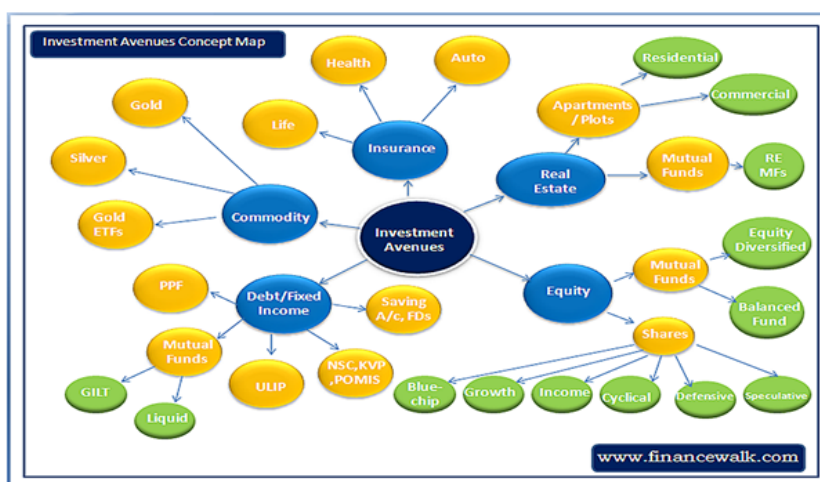 Investment Avenues Concept Map
Health
Auto
Residential
Gold
Apartments
/ Plots
Commercial
Life
Insurance
Silver
Real
Estate
Mutual
Funds
RE
MFs
Gold
ETFs
Commodity
Investment
Avenues
Equity
Diversified
PPF
Debt/Fixed
Income
Saving
A/c, FDs
Equity
Mutual
Funds
Balanced
Fund
Mutual
Funds
Shares
GILT
ULIP
NSC,KVP
,POMIS
Liquid
Blue-
chip
Growth
Income
Cyclical
Defensive
Speculative
www.financewalk.com